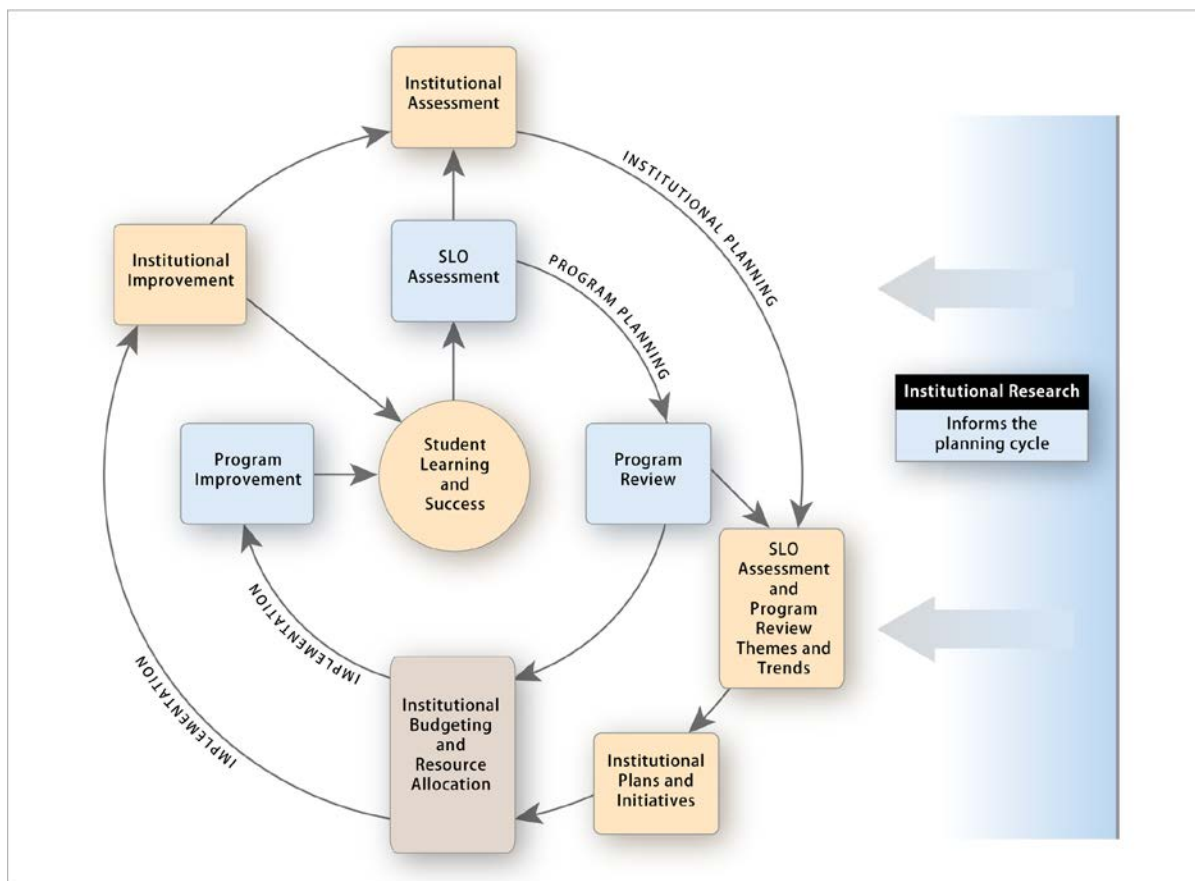 Institutional
Assessment
INSTITUTIONAL PLANNING
Institutional
Improvement
SLO
Assessment
PROGRAM PLANNING
Institutional Research
Informs the
planning cycle
Program
Improvement
Student
Learning
and
Success
Program
Review
SLO
Assessment
and
Program
Review
Themes and
Trends
IMPLEMENTATION
IMPLEMENTATION
Institutional
Budgeting
and
Resource
Allocation
Institutional
Plans and
Initiatives